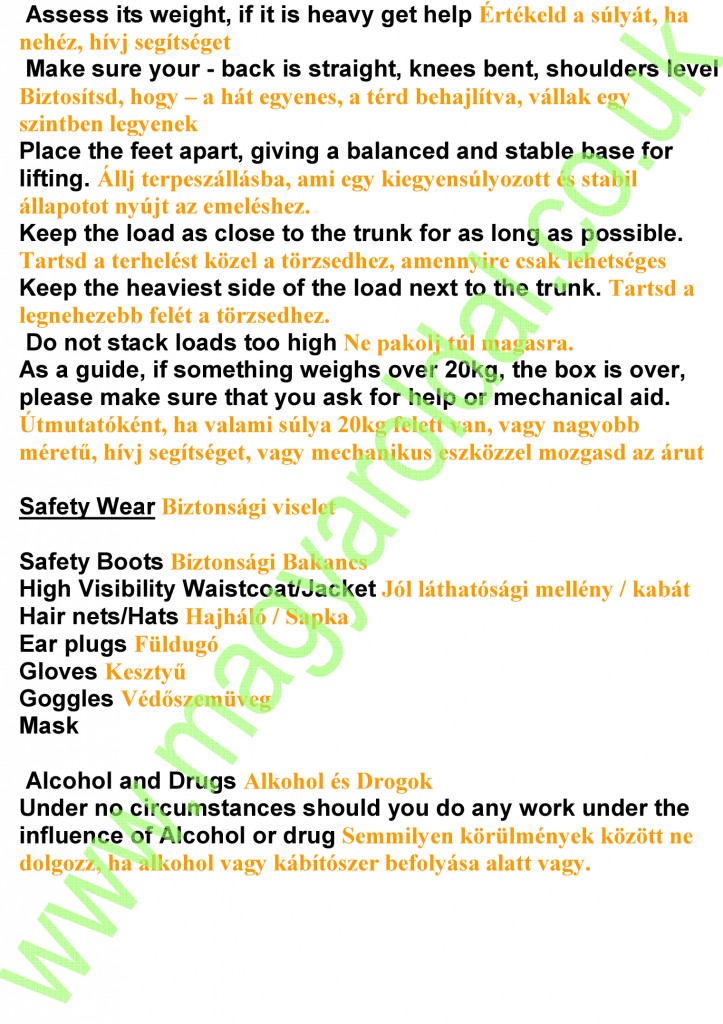 Assess its weight, if it is heavy get help Értékeld a súlyát, ha
nehéz, hívj segítséget
Make sure your - back is straight, knees bent, shoulders level
Biztosítsd, hogy – a hát egyenes, a térd behajlítva, vállak egy
szintben legyenek
Place the feet apart, giving a balanced and stable base for
lifting. Állj terpeszállásba, ami egy kiegyensúlyozott és stabil
állapotot nyújt az emeléshez.
Keep the load as close to the trunk for as long as possible.
Tartsd a terhelést közel a törzsedhez, amennyire csak lehetséges
Keep the heaviest side of the load next to the trunk. Tartsd a
legnehezebb felét a törzsedhez.
Do not stack loads too high Ne pakolj túl magasra.
As a guide, if something weighs over 20kg, the box is over,
please make sure that you ask for help or mechanical aid.
Útmutatóként, ha valami súlya 20kg felett van, vagy nagyobb
méretű, hívj segítséget, vagy mechanikus eszközzel mozgasd az árut
Safety Wear Biztonsági viselet
Safety Boots Biztonsági Bakancs
High Visibility Waistcoat/Jacket Jól láthatósági mellény / kabát
Hair nets/Hats Hajháló / Sapka
Ear plugs Füldugó
Gloves Kesztyű
Goggles Védőszemüveg
Mask
Alcohol and Drugs Alkohol és Drogok
Under no circumstances should you do any work under the
influence of Alcohol or drug Semmilyen körülmények között ne
dolgozz, ha alkohol vagy kábítószer befolyása alatt vagy.
www.magyaroldal.co.uk